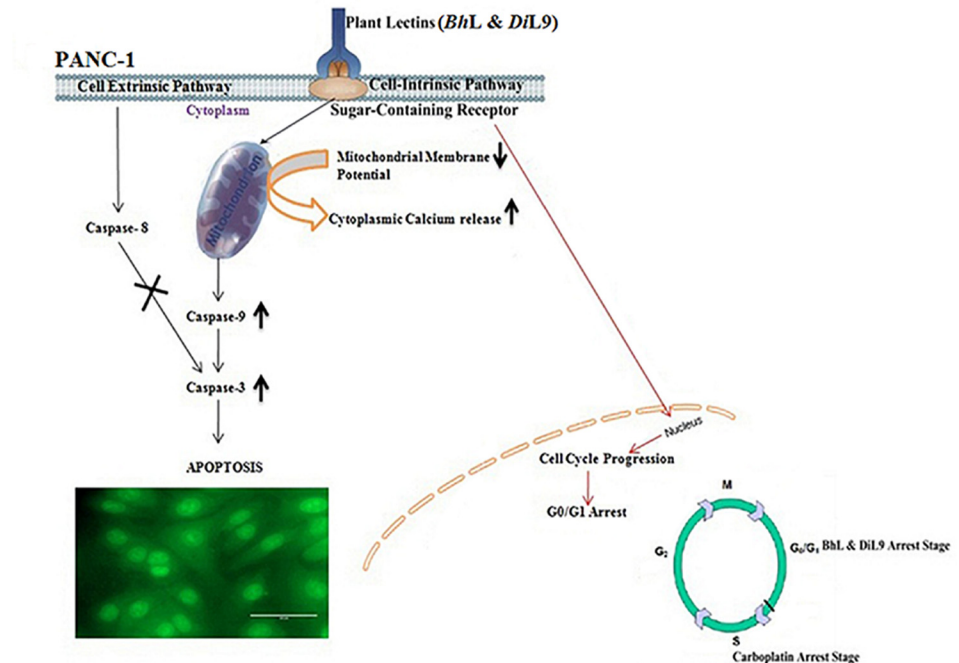 Plant Lectins (BhL & DiL9)
PANC-1
Cell Extrinsic Pathway
Cell-Intrinsic Pathway
Cytoplasm
Sugar-Containing Receptor
Mitochondrion
Mitochondrial Membrane
Potential
Cytoplasmic Calcium release
Caspase- 8
Caspase-9
Caspase-3
APOPTOSIS
Nucleus
Cell Cycle Progression
G0/G1 Arrest
M
G₂
G₀/G₁ BhL & DiL9 Arrest Stage
S
Carboplatin Arrest Stage